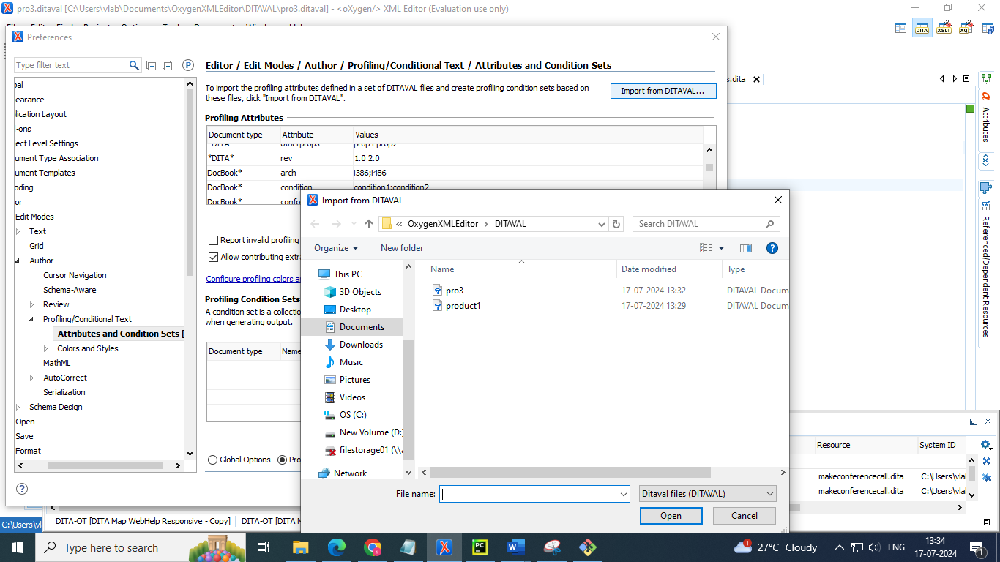 pro3.ditaval [C:\Users\vlab\Documents\OxygenXMLEditor\DITAVAL\pro3.ditaval] - <oXygen/> XML Editor (Evaluation use only)
DITA
XSLT
XQ
Preferences
Type filter text
P
Editor / Edit Modes / Author / Profiling/Conditional Text / Attributes and Condition Sets
To import the profiling attributes defined in a set of DITAVAL files and create profiling condition sets based on
these files, click "Import from DITAVAL".
Import from DITAVAL...
s.dita
Profiling Attributes
Document type Attribute Values
*DITA* otherprops prop1 prop2
*DITA* rev 1.0 2.0
DocBook* arch i386;i486
DocBook* condition condition1;condition2
DocBook* confo
bal
pearance
plication Layout
d-ons
ject Level Settings
ument Type Association
ument Templates
oding
tor
Edit Modes
Text
Grid
Author
Cursor Navigation
Schema-Aware
Review
Profiling/Conditional Text
Attributes and Condition Sets [
Colors and Styles
MathML
AutoCorrect
Serialization
Schema Design
Open
Save
Format
Report invalid profiling
Allow contributing extra
Configure profiling colors a
Profiling Condition Sets
A condition set is a collectio
when generating output.
Document type Name
Global Options
Pro
Import from DITAVAL
« OxygenXMLEditor > DITAVAL
Search DITAVAL
Organize
New folder
Name Date modified Type
pro3 17-07-2024 13:32 DITAVAL Docum
product1 17-07-2024 13:29 DITAVAL Docum
This PC
3D Objects
Desktop
Documents
Downloads
Music
Pictures
Videos
OS (C:)
New Volume (D:
filestorage01 (\\a
Network
File name:
Ditaval files (DITAVAL)
Open
Cancel
Attributes
Referenced/Dependent Resources
Resource System ID
makeconferencecall.dita C:\Users\vlab
makeconferencecall.dita C:\Users\vlab
DITA-OT [DITA Map WebHelp Responsive - Copy]
DITA-OT [DITA M
C:\Users\vla
Type here to search
27°C Cloudy
ENG
13:34
17-07-2024
1
1